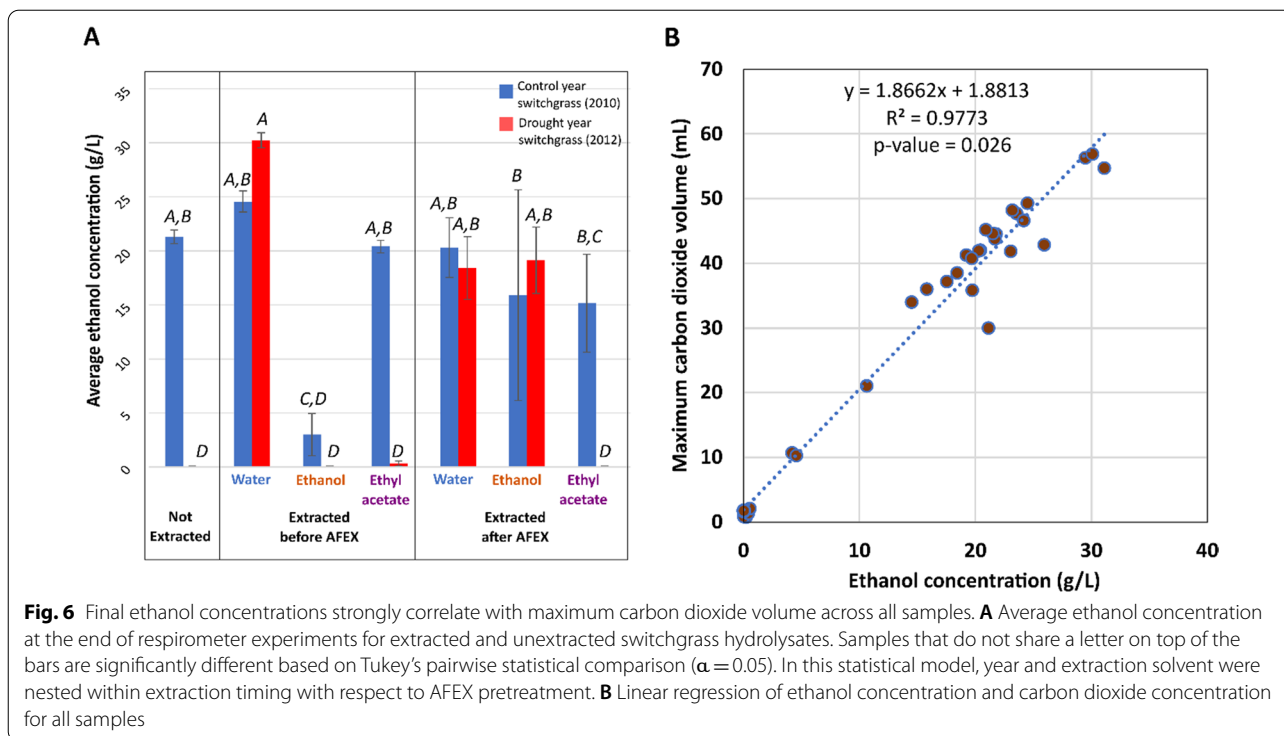 A
Average ethanol concentration (g/L)
35
30
25
20
15
10
5
0
Control year
switchgrass (2010)
Drought year
switchgrass (2012)
A,B
D
A,B
A
C,D
D
A,B
D
A,B
A,B
B
A,B
B,C
D
Water
Ethanol
Ethyl
acetate
Water
Ethanol
Ethyl
acetate
Not
Extracted
Extracted
before AFEX
Extracted
after AFEX
B
Maximum carbon dioxide volume (mL)
70
60
50
40
30
20
10
0
y = 1.8662x + 1.8813
R² = 0.9773
p-value = 0.026
0
10
20
30
40
Ethanol concentration (g/L)
Fig. 6 Final ethanol concentrations strongly correlate with maximum carbon dioxide volume across all samples. A Average ethanol concentration
at the end of respirometer experiments for extracted and unextracted switchgrass hydrolysates. Samples that do not share a letter on top of the
bars are significantly different based on Tukey's pairwise statistical comparison (α = 0.05). In this statistical model, year and extraction solvent were
nested within extraction timing with respect to AFEX pretreatment. B Linear regression of ethanol concentration and carbon dioxide concentration
for all samples